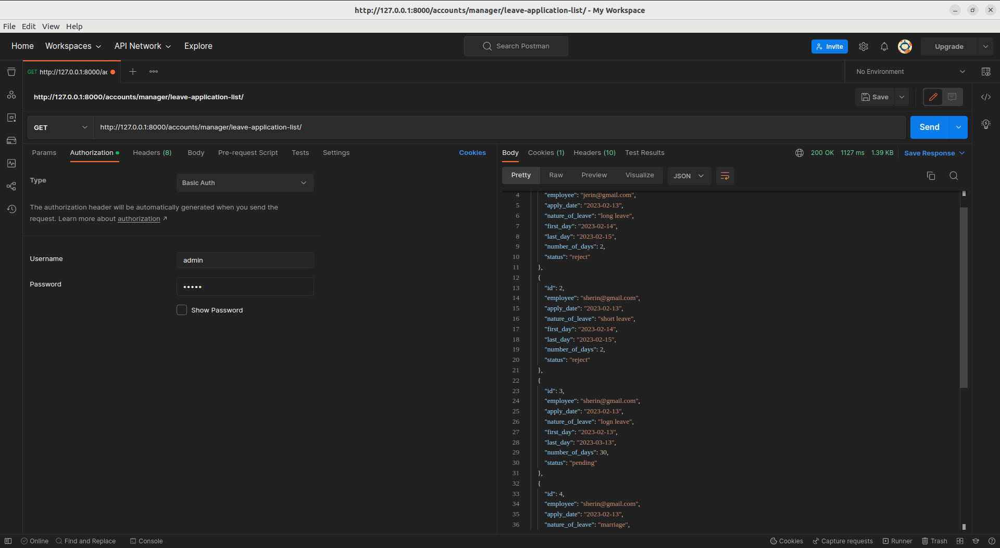 http://127.0.0.1:8000/accounts/manager/leave-application-list/ - My Workspace
File Edit View Help
Home Workspaces API Network Explore
Search Postman
Invite
Upgrade
GET http://127.0.0.1:8000/ac
No Environment
http://127.0.0.1:8000/accounts/manager/leave-application-list/
Save
GET http://127.0.0.1:8000/accounts/manager/leave-application-list/
Send
Params Authorization Headers (8) Body Pre-request Script Tests Settings Cookies
Type
Basic Auth
The authorization header will be automatically generated when you send the
request. Learn more about authorization ↗
Username
admin
Password
•••••
Show Password
Body Cookies (1) Headers (10) Test Results
200 OK 1127 ms 1.39 KB Save Response
Pretty Raw Preview Visualize JSON
4 "employee": "jerin@gmail.com",
5 "apply_date": "2023-02-13",
6 "nature_of_leave": "long leave",
7 "first_day": "2023-02-14",
8 "last_day": "2023-02-15",
9 "number_of_days": 2,
10 "status": "reject"
11 },
12 {
13 "id": 2,
14 "employee": "sherin@gmail.com",
15 "apply_date": "2023-02-13",
16 "nature_of_leave": "short leave",
17 "first_day": "2023-02-14",
18 "last_day": "2023-02-15",
19 "number_of_days": 2,
20 "status": "reject"
21 },
22 {
23 "id": 3,
24 "employee": "sherin@gmail.com",
25 "apply_date": "2023-02-13",
26 "nature_of_leave": "logn leave",
27 "first_day": "2023-02-13",
28 "last_day": "2023-03-13",
29 "number_of_days": 30,
30 "status": "pending"
31 },
32 {
33 "id": 4,
34 "employee": "sherin@gmail.com",
35 "apply_date": "2023-02-13",
36 "nature_of_leave": "marriage",
Online Find and Replace Console
Cookies Capture requests Runner Trash